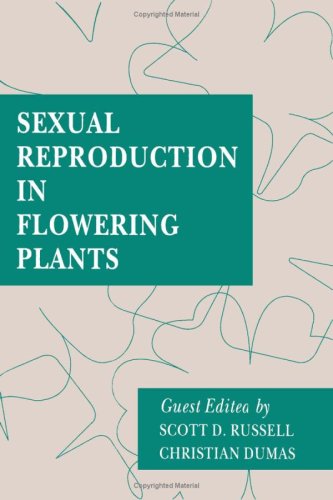 Copyrighted Material
SEXUAL
REPRODUCTION
IN
FLOWERING
PLANTS
Guest Edited by
SCOTT D. RUSSELL
CHRISTIAN DUMAS
Copyrighted Material